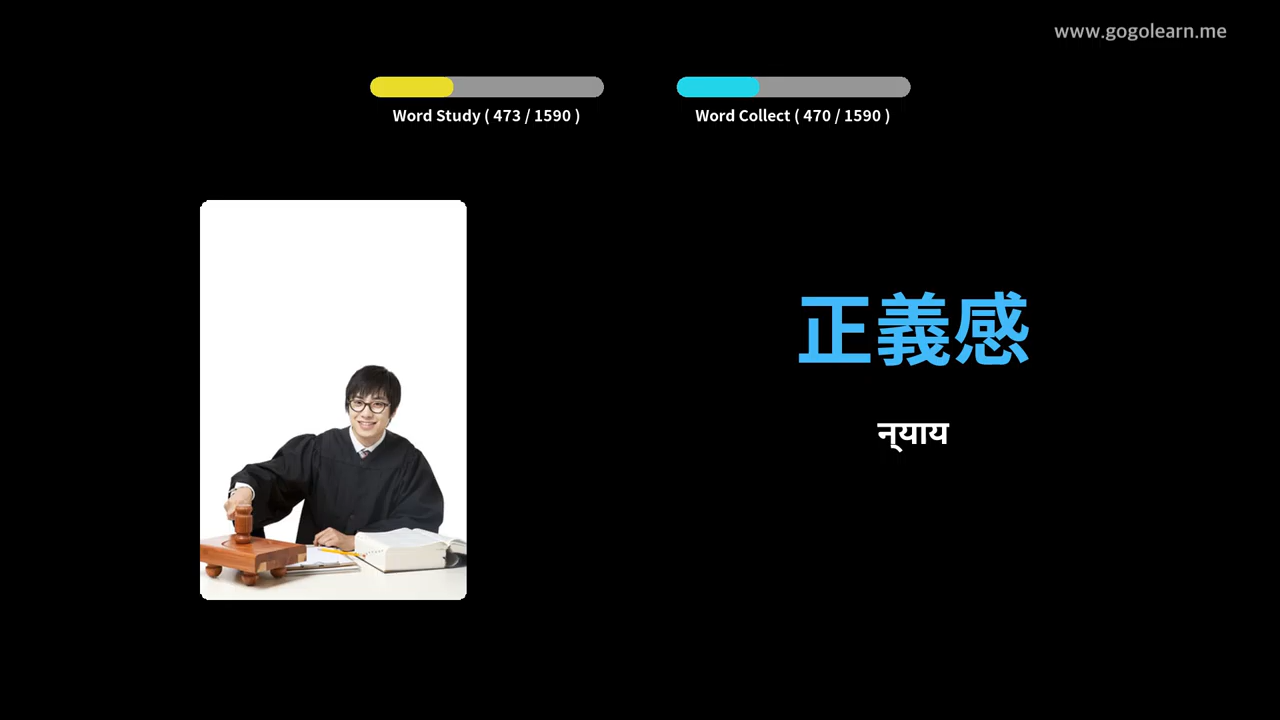 www.gogolearn.me
Word Study ( 473 / 1590 )
Word Collect ( 470 / 1590 )
正義感
न्याय